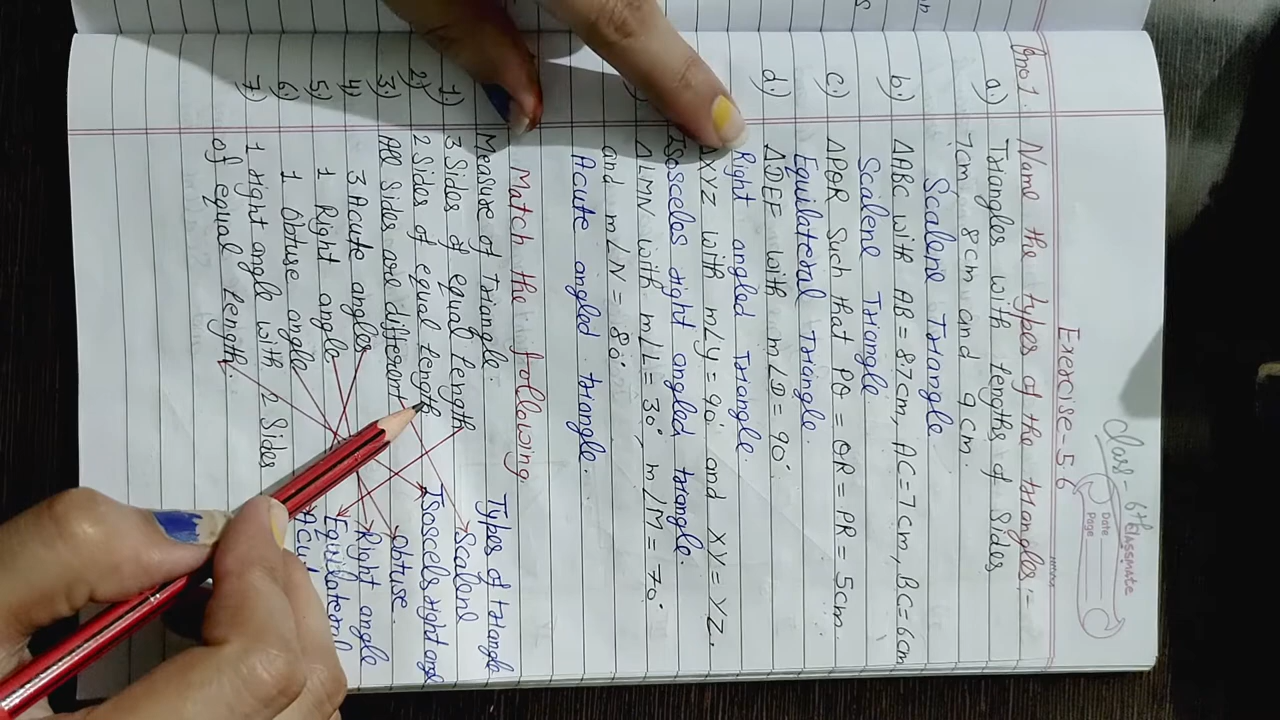 Class - 6th
classmate
Date
Page
Exercise - 5.6
Qno 1. Name the types of the triangles :-
a.) Triangles with lengths of sides
7cm, 8cm and 9cm.
Scalene Triangle.
b.) ΔABC with AB = 8.7cm, AC = 7cm, BC = 6cm
Scalene Triangle.
c.) ΔPQR Such that PQ = QR = PR = 5cm.
Equilateral Triangle.
d.) ΔDEF with m∠D = 90°
Right angled Triangle.
ΔXYZ with m∠Y = 90° and XY = YZ.
Isosceles right angled triangle.
ΔLMN with m∠L = 30°, m∠M = 70°
and m∠N = 80°
Acute angled triangle.
Match the following
Measure of Triangle. Types of triangle
1.) 3 Sides of equal length Scalene
2.) 2 Sides of equal length Isosceles right angl
3.) All Sides are different Obtuse.
4.) 3 Acute angles Right angle
5.) 1 Right angle Equilateral
6.) 1 Obtuse angle
7.) 1 right angle with 2 Sides
of equal length.